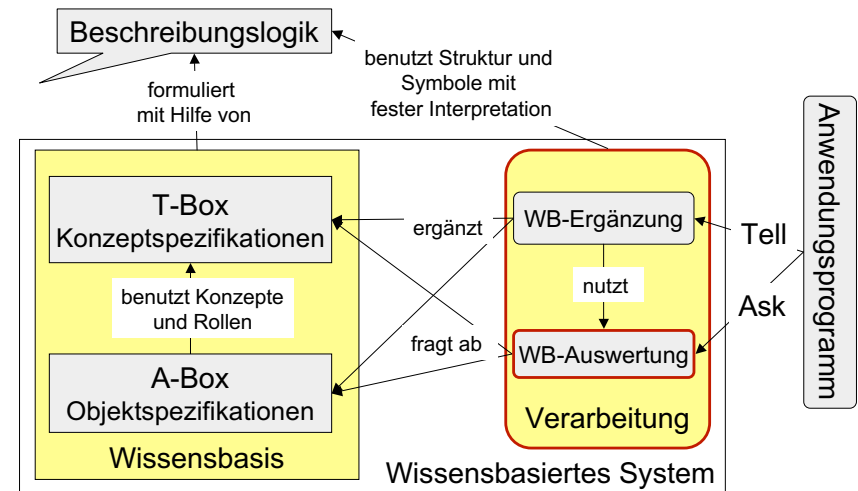 Beschreibungslogik
benutzt Struktur und
Symbole mit
fester Interpretation
formuliert
mit Hilfe von
Anwendungsprogramm
T-Box
Konzeptspezifikationen
ergänzt
WB-Ergänzung
Tell
benutzt Konzepte
und Rollen
nutzt
Ask
fragt ab
WB-Auswertung
A-Box
Objektspezifikationen
Verarbeitung
Wissensbasis
Wissensbasiertes System